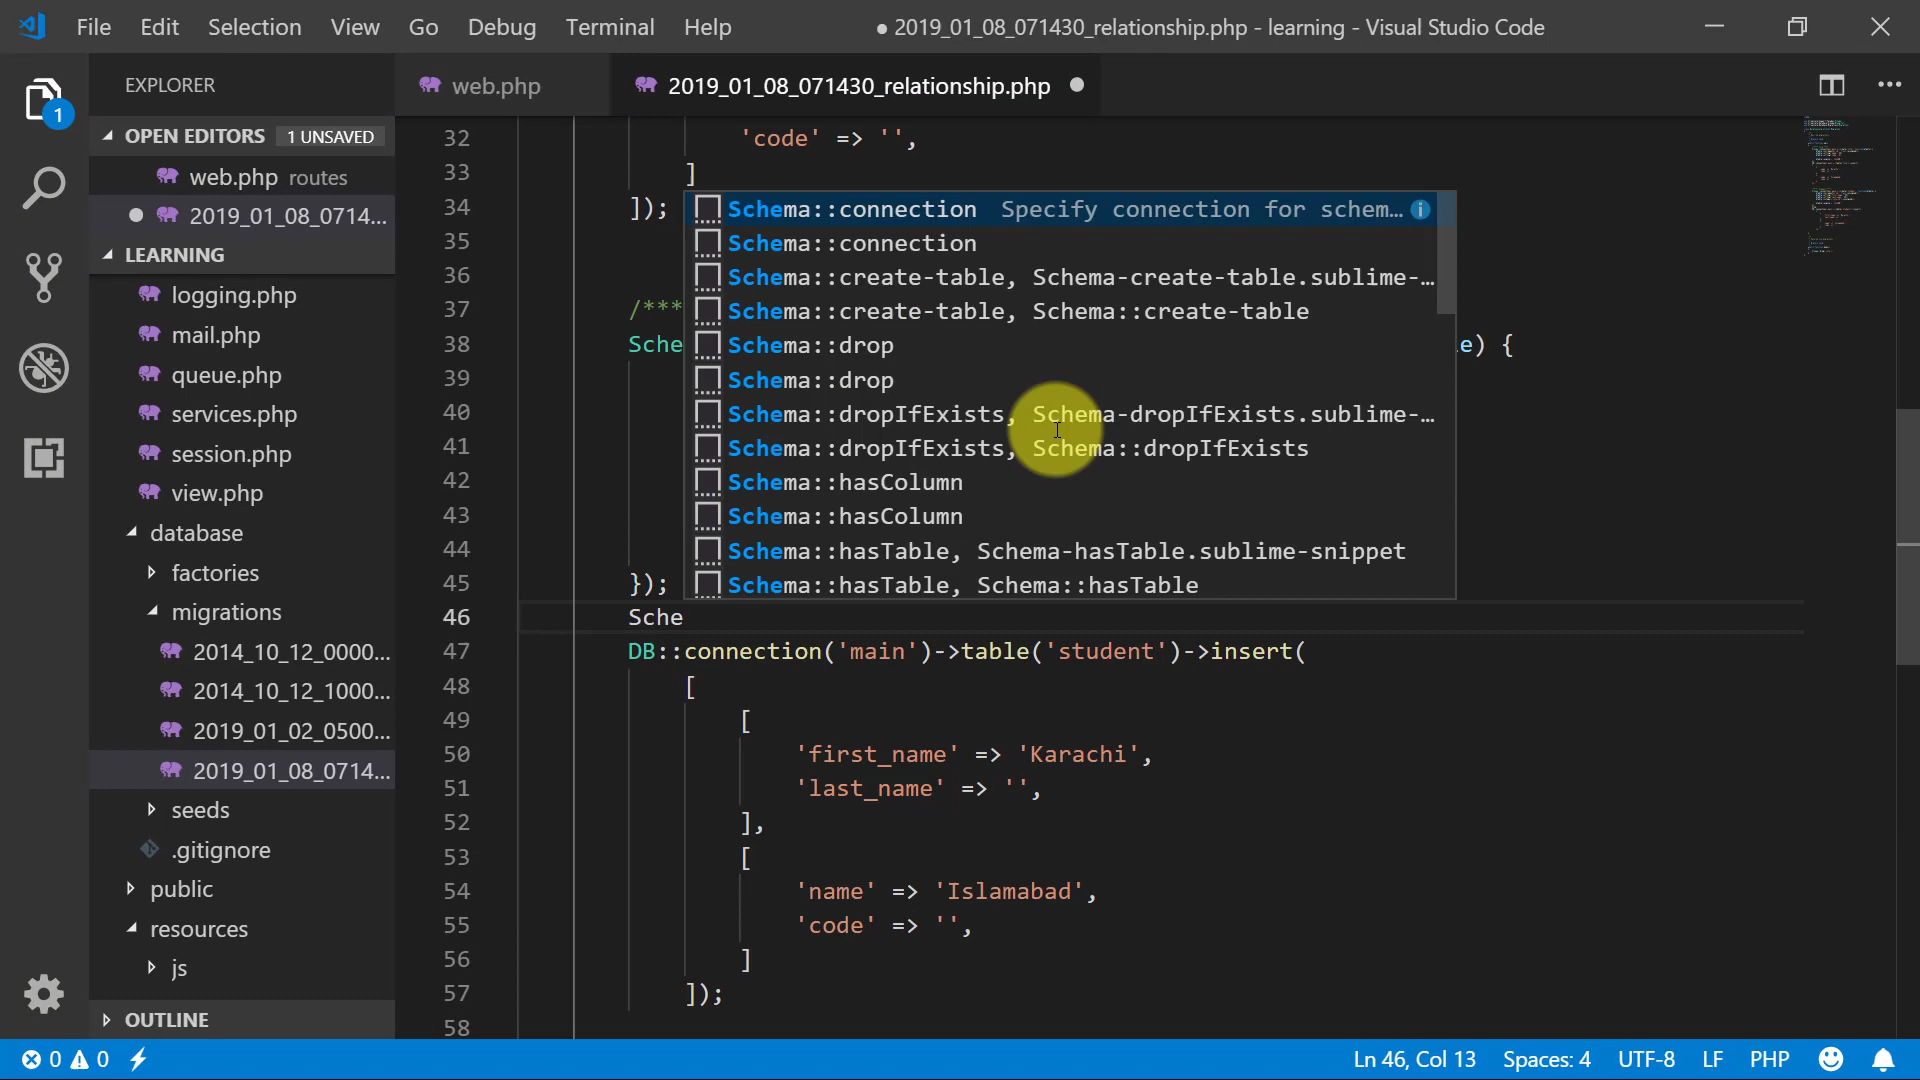 File Edit Selection View Go Debug Terminal Help
● 2019_01_08_071430_relationship.php - learning - Visual Studio Code
EXPLORER
web.php
2019_01_08_071430_relationship.php
1
OPEN EDITORS 1 UNSAVED
web.php routes
2019_01_08_0714...
LEARNING
logging.php
mail.php
queue.php
services.php
session.php
view.php
database
factories
migrations
2014_10_12_0000...
2014_10_12_1000...
2019_01_02_0500...
2019_01_08_0714...
seeds
.gitignore
public
resources
js
OUTLINE
32 'code' => '',
33 ]
34 ]);
35
36
37 /***
38 Sche e) {
39
40
41
42
43
44
45 });
46 Sche
47 DB::connection('main')->table('student')->insert(
48 [
49 [
50 'first_name' => 'Karachi',
51 'last_name' => '',
52 ],
53 [
54 'name' => 'Islamabad',
55 'code' => '',
56 ]
57 ]);
58
Schema::connection Specify connection for schem...
Schema::connection
Schema::create-table, Schema-create-table.sublime-...
Schema::create-table, Schema::create-table
Schema::drop
Schema::drop
Schema::dropIfExists, Schema-dropIfExists.sublime-...
Schema::dropIfExists, Schema::dropIfExists
Schema::hasColumn
Schema::hasColumn
Schema::hasTable, Schema-hasTable.sublime-snippet
Schema::hasTable, Schema::hasTable
0 0
Ln 46, Col 13 Spaces: 4 UTF-8 LF PHP